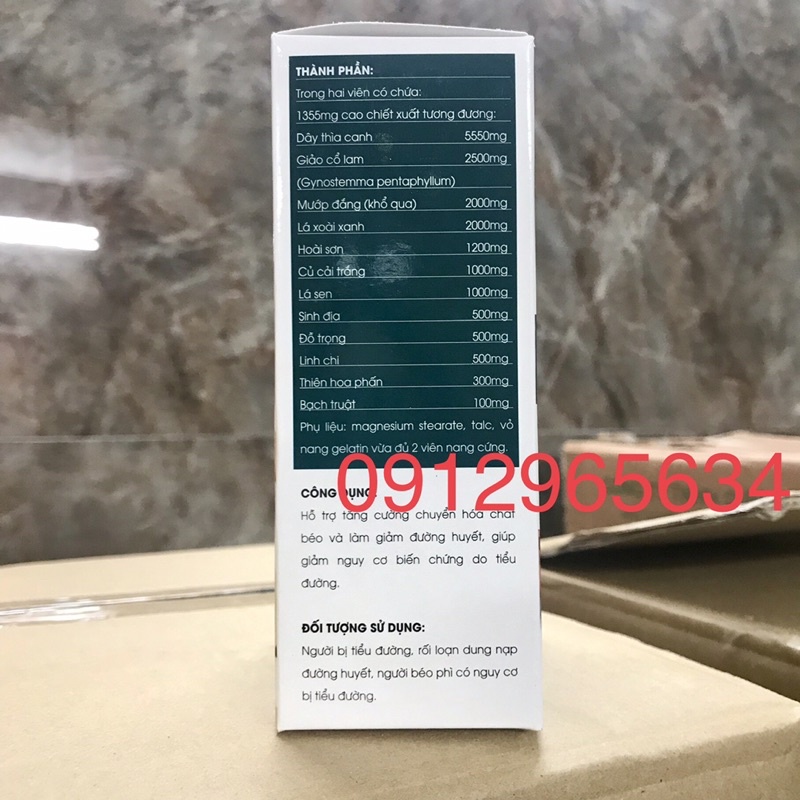 THÀNH PHẦN:
Trong hai viên có chứa:
1355mg cao chiết xuất tương đương:
Dây thìa canh 5550mg
Giảo cổ lam 2500mg
(Gynostemma pentaphyllum)
Mướp đắng (khổ qua) 2000mg
Lá xoài xanh 2000mg
Hoài sơn 1200mg
Củ cải trắng 1000mg
Lá sen 1000mg
Sinh địa 500mg
Đỗ trọng 500mg
Linh chi 500mg
Thiên hoa phấn 300mg
Bạch truật 100mg
Phụ liệu: magnesium stearate, talc, vỏ
nang gelatin vừa đủ 2 viên nang cứng.
0912965634
CÔNG DỤNG:
Hỗ trợ tăng cường chuyển hóa chất
béo và làm giảm đường huyết, giúp
giảm nguy cơ biến chứng do tiểu
đường.
ĐỐI TƯỢNG SỬ DỤNG:
Người bị tiểu đường, rối loạn dung nạp
đường huyết, người béo phì có nguy cơ
bị tiểu đường.